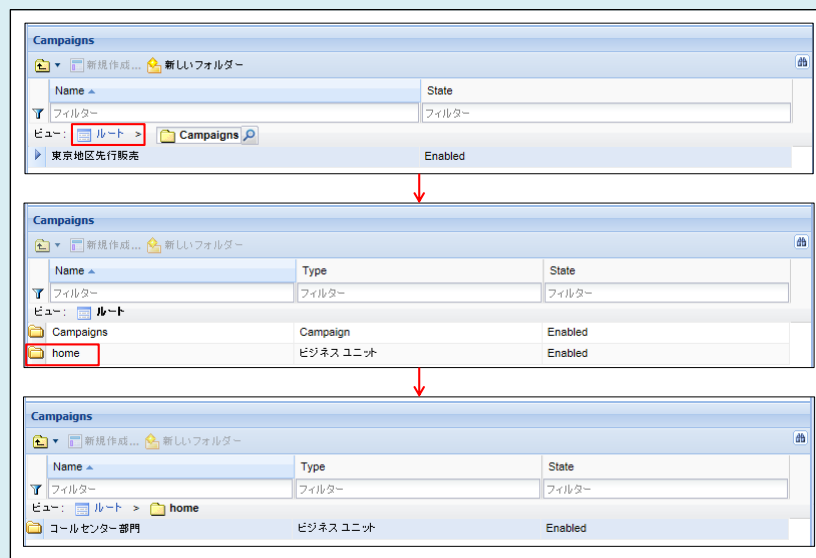 Campaigns
新規作成... 新しいフォルダー
Name State
フィルター フィルター
ビュー: ルート > Campaigns
東京地区先行販売 Enabled
Campaigns
新規作成... 新しいフォルダー
Name Type State
フィルター フィルター フィルター
ビュー: ルート
Campaigns Campaign Enabled
home ビジネス ユニット Enabled
Campaigns
新規作成... 新しいフォルダー
Name Type State
フィルター フィルター フィルター
ビュー: ルート > home
コールセンター部門 ビジネス ユニット Enabled